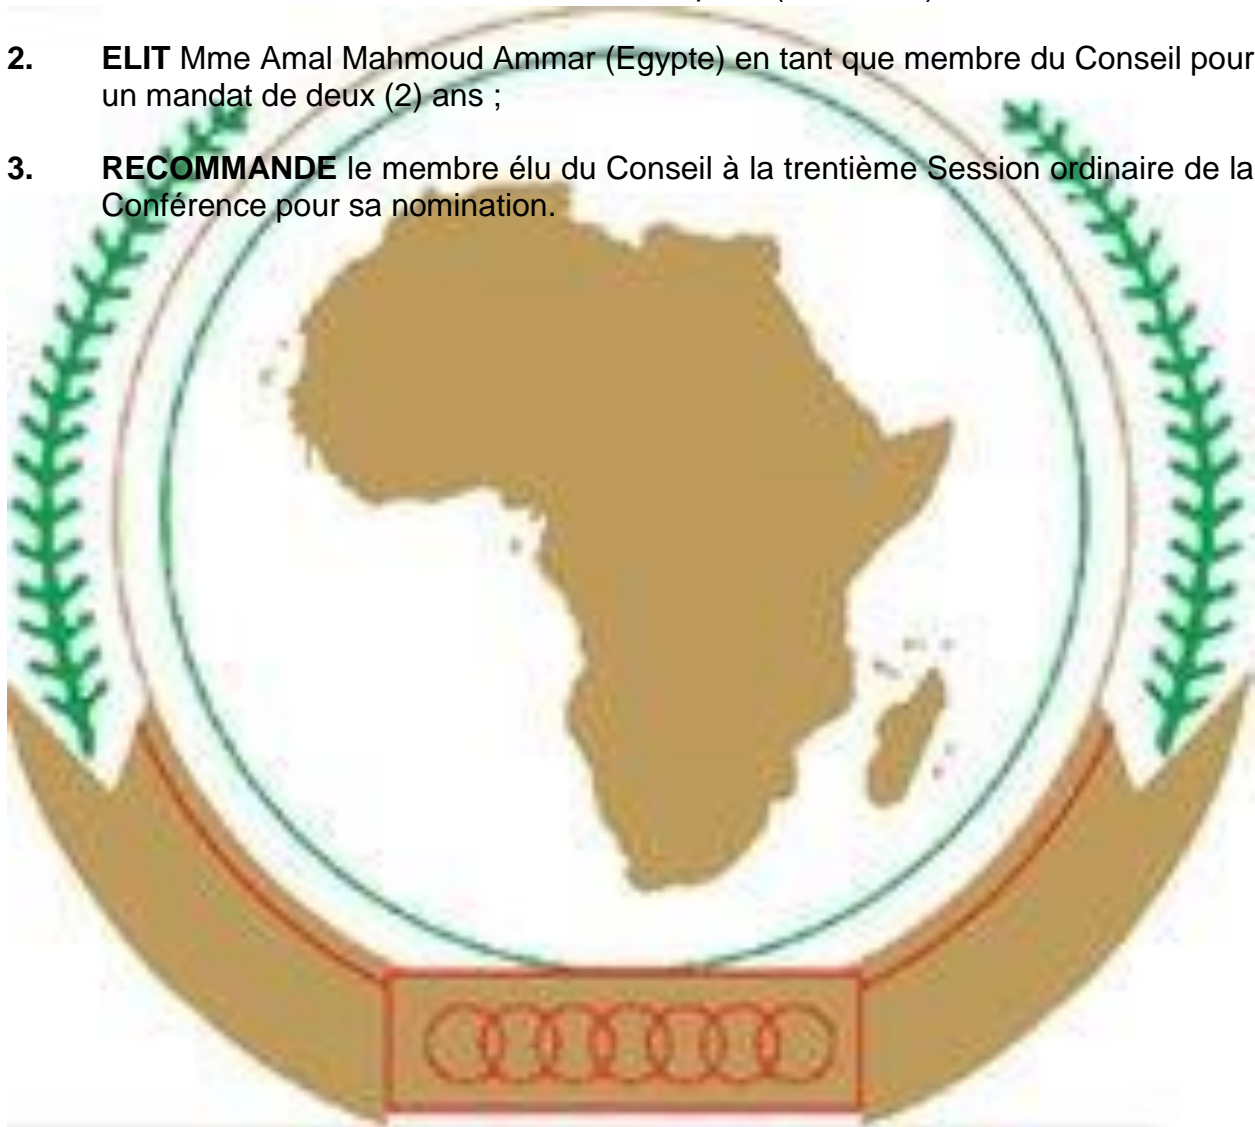 2. ELIT Mme Amal Mahmoud Ammar (Egypte) en tant que membre du Conseil pour
un mandat de deux (2) ans ;
3. RECOMMANDE le membre élu du Conseil à la trentième Session ordinaire de la
Conférence pour sa nomination.